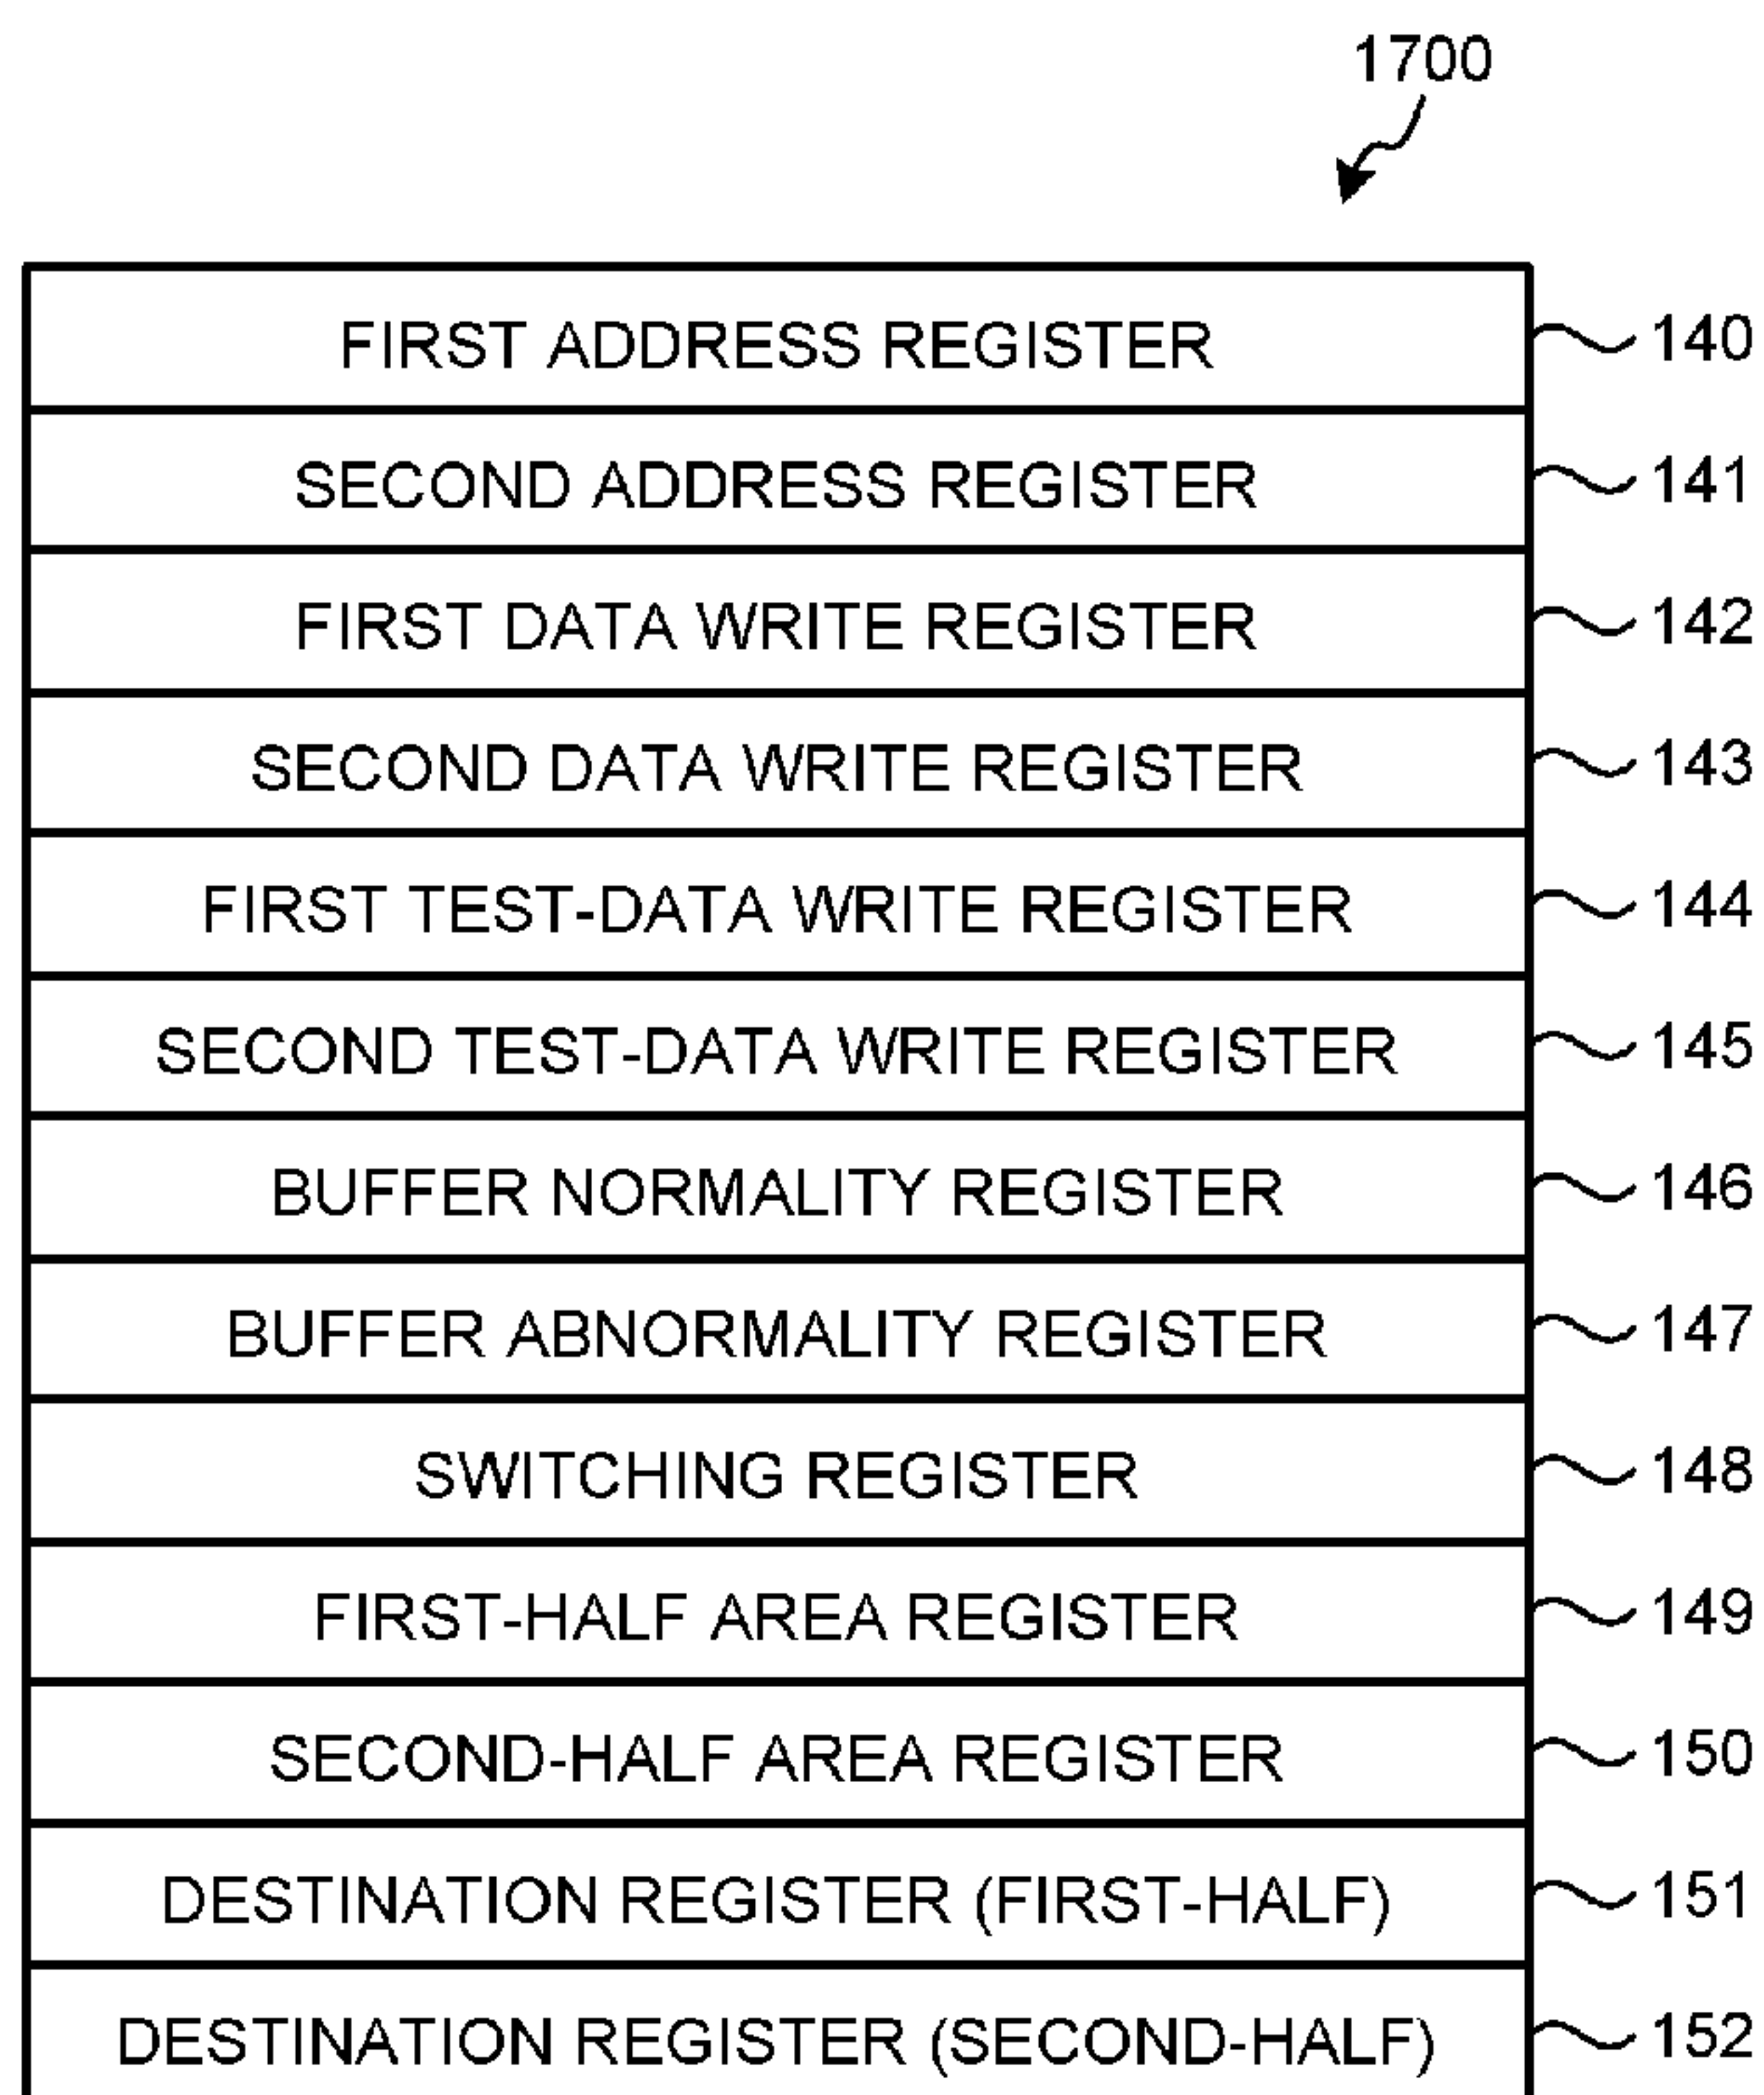 1700
FIRST ADDRESS REGISTER 140
SECOND ADDRESS REGISTER 141
FIRST DATA WRITE REGISTER 142
SECOND DATA WRITE REGISTER 143
FIRST TEST-DATA WRITE REGISTER 144
SECOND TEST-DATA WRITE REGISTER 145
BUFFER NORMALITY REGISTER 146
BUFFER ABNORMALITY REGISTER 147
SWITCHING REGISTER 148
FIRST-HALF AREA REGISTER 149
SECOND-HALF AREA REGISTER 150
DESTINATION REGISTER (FIRST-HALF) 151
DESTINATION REGISTER (SECOND-HALF) 152